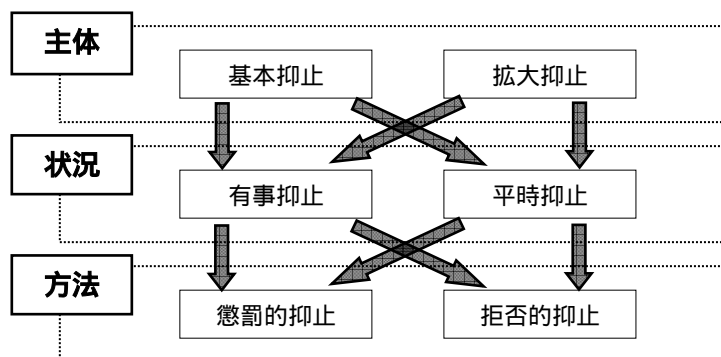 主体
基本抑止
拡大抑止
状況
有事抑止
平時抑止
方法
懲罰的抑止
拒否的抑止